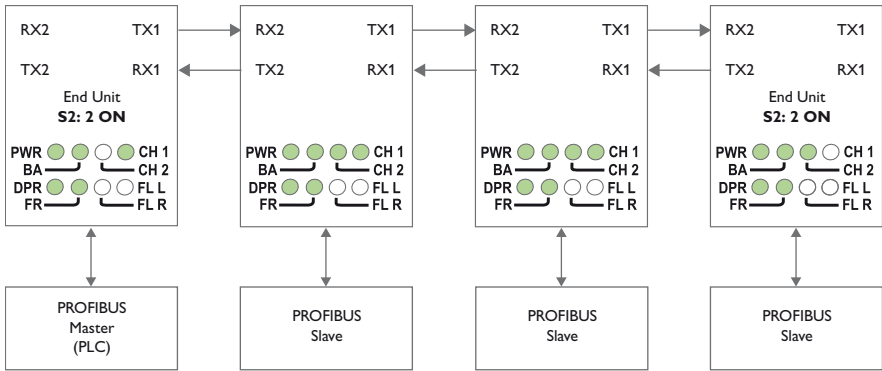 RX2 TX1
TX2 RX1
End Unit
S2: 2 ON
PWR CH 1
BA CH 2
DPR FL L
FR FL R
PROFIBUS
Master
(PLC)
RX2 TX1
TX2 RX1
PWR CH 1
BA CH 2
DPR FL L
FR FL R
PROFIBUS
Slave
RX2 TX1
TX2 RX1
PWR CH 1
BA CH 2
DPR FL L
FR FL R
PROFIBUS
Slave
RX2 TX1
TX2 RX1
End Unit
S2: 2 ON
PWR CH 1
BA CH 2
DPR FL L
FR FL R
PROFIBUS
Slave